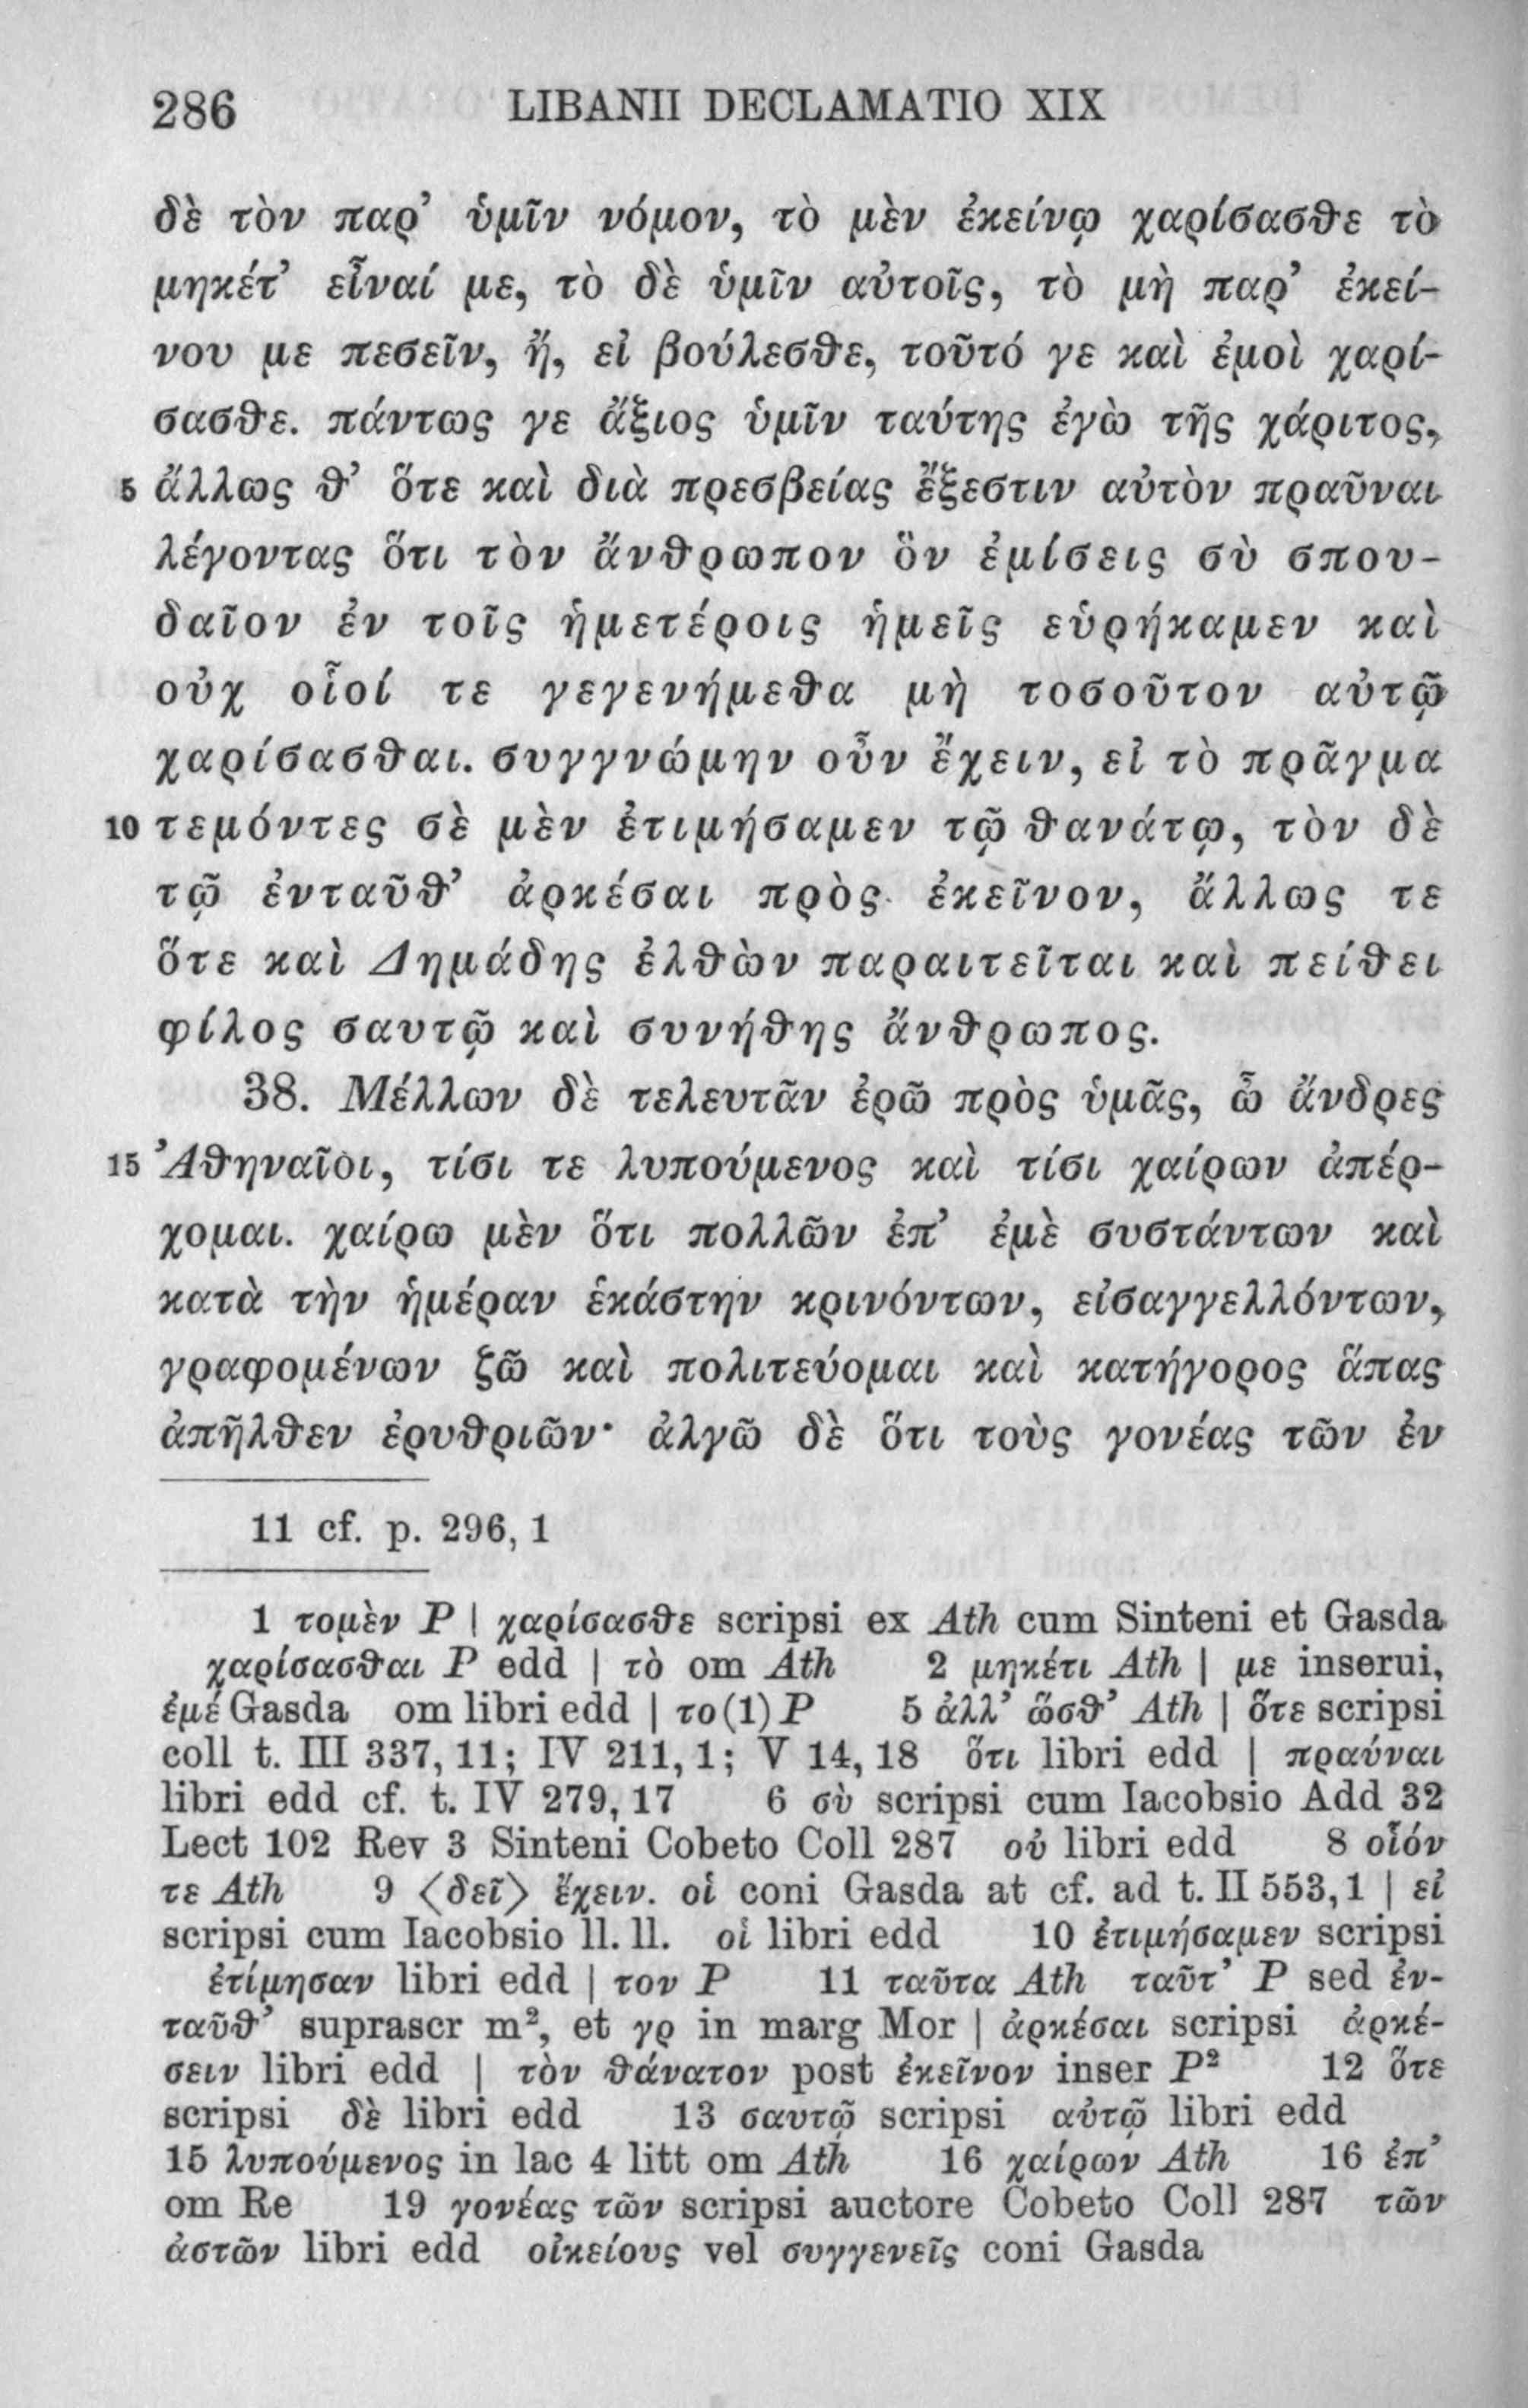 286 LIBANII DECLAMATIO XIX
δὲ τὸν παρ’ ὑμῖν νόμον, τὸ μὲν ἐκείνῳ χαρίσασθε τὸ
μηκέτ’ εἶναί με, τὸ δὲ ὑμῖν αὐτοῖς, τὸ μὴ παρ’ ἐκεί-
νου με πεσεῖν, ἤ, εἰ βούλεσθε, τοῦτό γε καὶ ἐμοὶ χαρί-
σασθε. πάντως γε ἄξιος ὑμῖν ταύτης ἐγὼ τῆς χάριτος,
5 ἄλλως θ’ ὅτε καὶ διὰ πρεσβείας ἔξεστιν αὐτὸν πραῦναι
λέγοντας ὅτι τὸν ἄνθρωπον ὃν ἐμίσεις σὺ σπου-
δαῖον ἐν τοῖς ἡμετέροις ἡμεῖς εὑρήκαμεν καὶ
οὐχ οἷοί τε γεγενήμεθα μὴ τοσοῦτον αὐτῷ
χαρίσασθαι. συγγνώμην οὖν ἔχειν, εἰ τὸ πρᾶγμα
10 τεμόντες σὲ μὲν ἐτιμήσαμεν τῷ θανάτῳ, τὸν δὲ
τῷ ἐνταῦθ’ ἀρκέσαι πρὸς ἐκεῖνον, ἄλλως τε
ὅτε καὶ Δημάδης ἐλθὼν παραιτεῖται καὶ πείθει
φίλος σαυτῷ καὶ συνήθης ἄνθρωπος.
38. Μέλλων δὲ τελευτᾶν ἐρῶ πρὸς ὑμᾶς, ὦ ἄνδρες
15 Ἀθηναῖοι, τίσι τε λυπούμενος καὶ τίσι χαίρων ἀπέρ-
χομαι. χαίρω μὲν ὅτι πολλῶν ἐπ’ ἐμὲ συστάντων καὶ
κατὰ τὴν ἡμέραν ἑκάστην κρινόντων, εἰσαγγελλόντων,
γραφομένων ζῶ καὶ πολιτεύομαι καὶ κατήγορος ἅπας
ἀπῆλθεν ἐρυθριῶν· ἀλγῶ δὲ ὅτι τοὺς γονέας τῶν ἐν
11 cf. p. 296, 1
1 τομὲν P | χαρίσασθε scripsi ex Ath cum Sinteni et Gasda
χαρίσασθαι P edd | τὸ om Ath 2 μηκέτι Ath | με inserui,
ἐμέ Gasda om libri edd | το (1) P 5 ἀλλ’ ὥσθ’ Ath | ὅτε scripsi
coll t. III 337, 11; IV 211, 1; V 14, 18 ὅτι libri edd | πραύναι
libri edd cf. t. IV 279, 17 6 σὺ scripsi cum Iacobsio Add 32
Lect 102 Rev 3 Sinteni Cobeto Coll 287 οὐ libri edd 8 οἷόν
τε Ath 9 ⟨δεῖ⟩ ἔχειν. οἱ coni Gasda at cf. ad t. II 553, 1 | εἰ
scripsi cum Iacobsio ll. ll. οἱ libri edd 10 ἐτιμήσαμεν scripsi
ἐτίμησαν libri edd | τον P 11 ταῦτα Ath ταῦτ’ P sed ἐν-
ταῦθ’ suprascr m², et γρ in marg Mor | ἀρκέσαι scripsi ἀρκέ-
σειν libri edd | τὸν θάνατον post ἐκεῖνον inser P² 12 ὅτε
scripsi δὲ libri edd 13 σαυτῷ scripsi αὐτῷ libri edd
15 λυπούμενος in lac 4 litt om Ath 16 χαίρων Ath 16 ἐπ’
om Re 19 γονέας τῶν scripsi auctore Cobeto Coll 287 τῶν
ἀστῶν libri edd οἰκείους vel συγγενεῖς coni Gasda